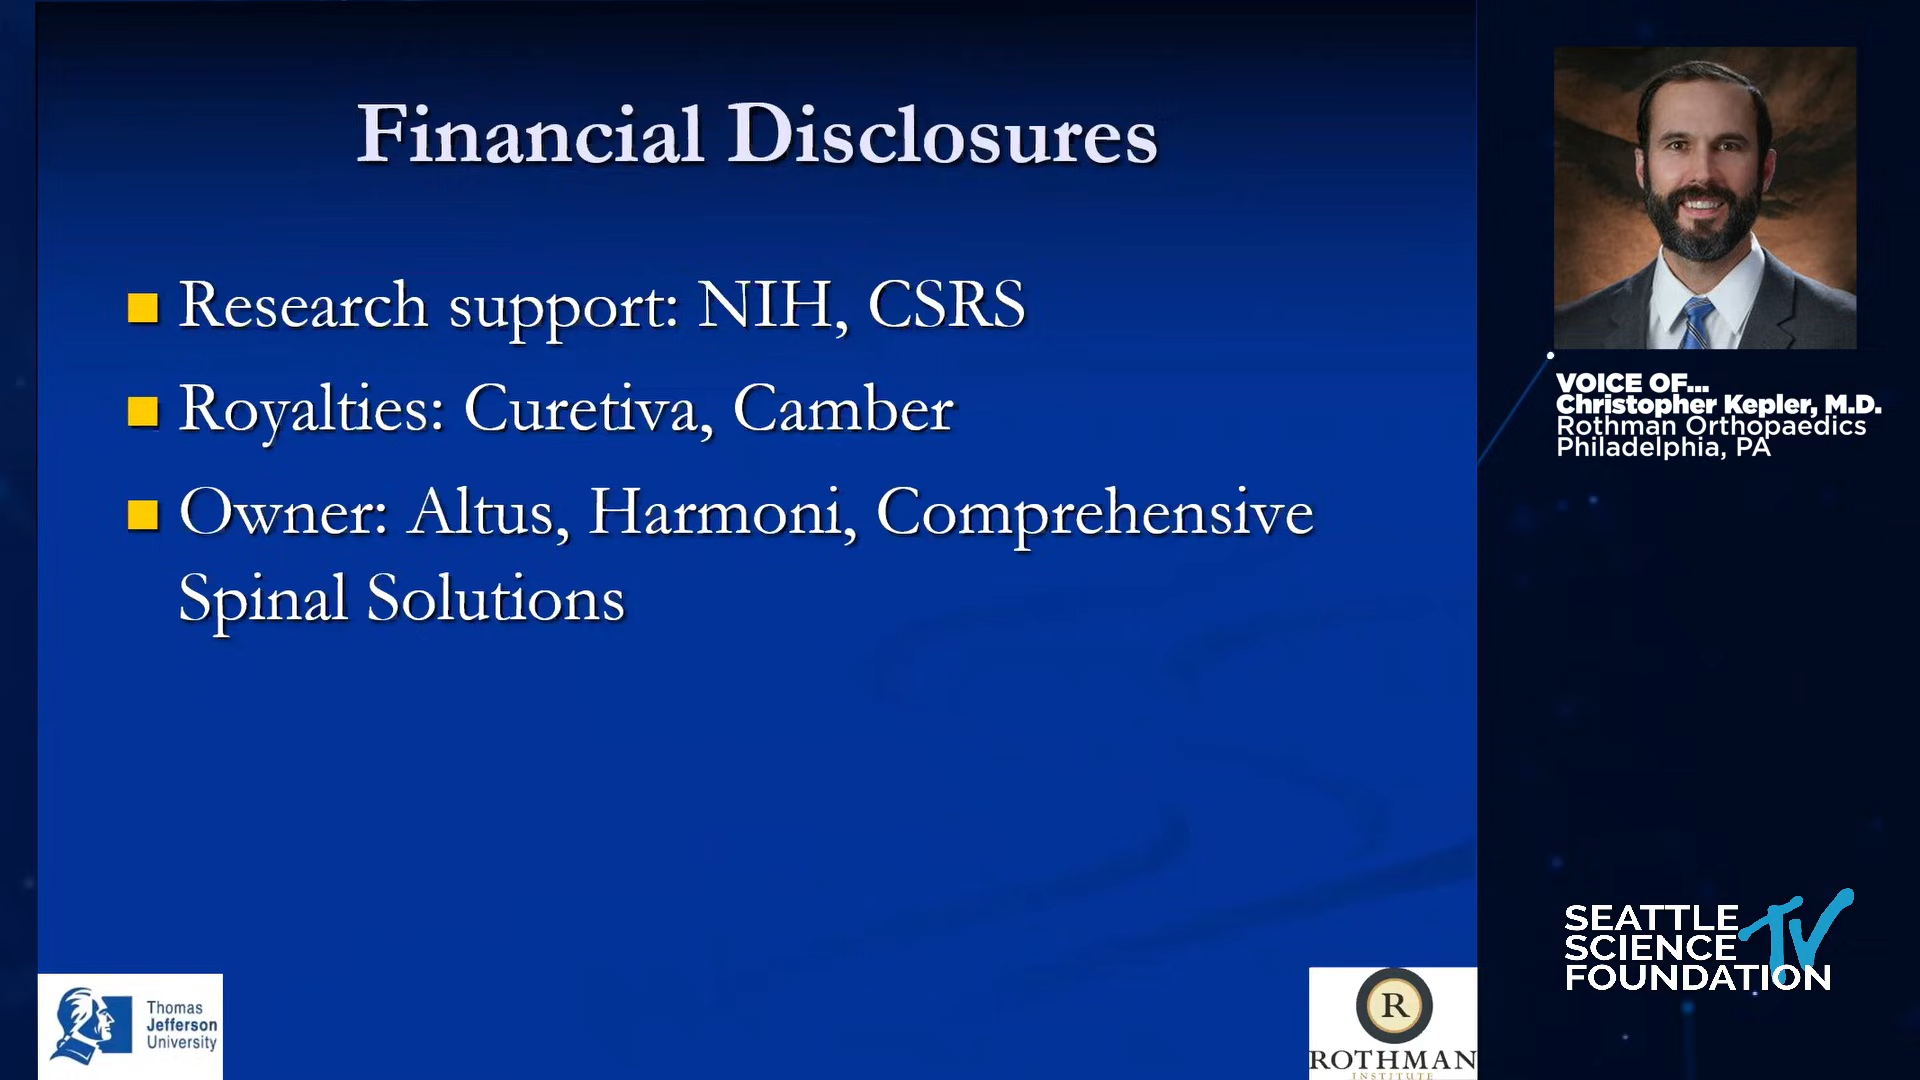 Financial Disclosures
Research support: NIH, CSRS
Royalties: Curetiva, Camber
Owner: Altus, Harmoni, Comprehensive
Spinal Solutions
Thomas
Jefferson
University
R
ROTHMAN
INSTITUTE
VOICE OF...
Christopher Kepler, M.D.
Rothman Orthopaedics
Philadelphia, PA
SEATTLE
SCIENCE TV
FOUNDATION